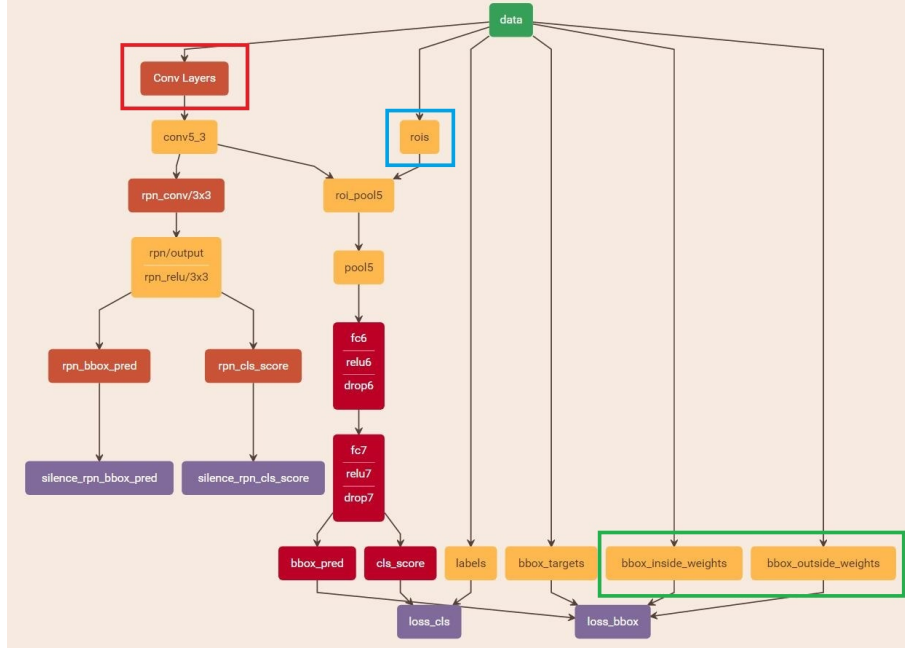 data
Conv Layers
conv5_3
rois
rpn_conv/3x3
roi_pool5
rpn/output
rpn_relu/3x3
pool5
fc6
relu6
drop6
rpn_bbox_pred
rpn_cls_score
fc7
relu7
drop7
silence_rpn_bbox_pred
silence_rpn_cls_score
bbox_pred
cls_score
labels
bbox_targets
bbox_inside_weights
bbox_outside_weights
loss_cls
loss_bbox